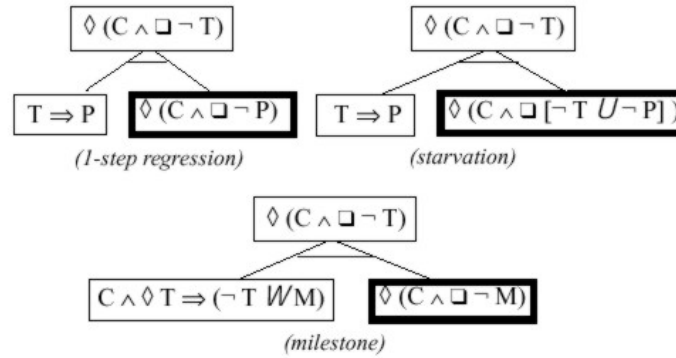 ◊ (C ∧ ❑ ¬ T) ◊ (C ∧ ❑ ¬ T)
T ⇒ P ◊ (C ∧ ❑ ¬ P) T ⇒ P ◊ (C ∧ ❑ [¬ T U ¬ P] )
(1-step regression) (starvation)
◊ (C ∧ ❑ ¬ T)
C ∧ ◊ T ⇒ (¬ T W M) ◊ (C ∧ ❑ ¬ M)
(milestone)